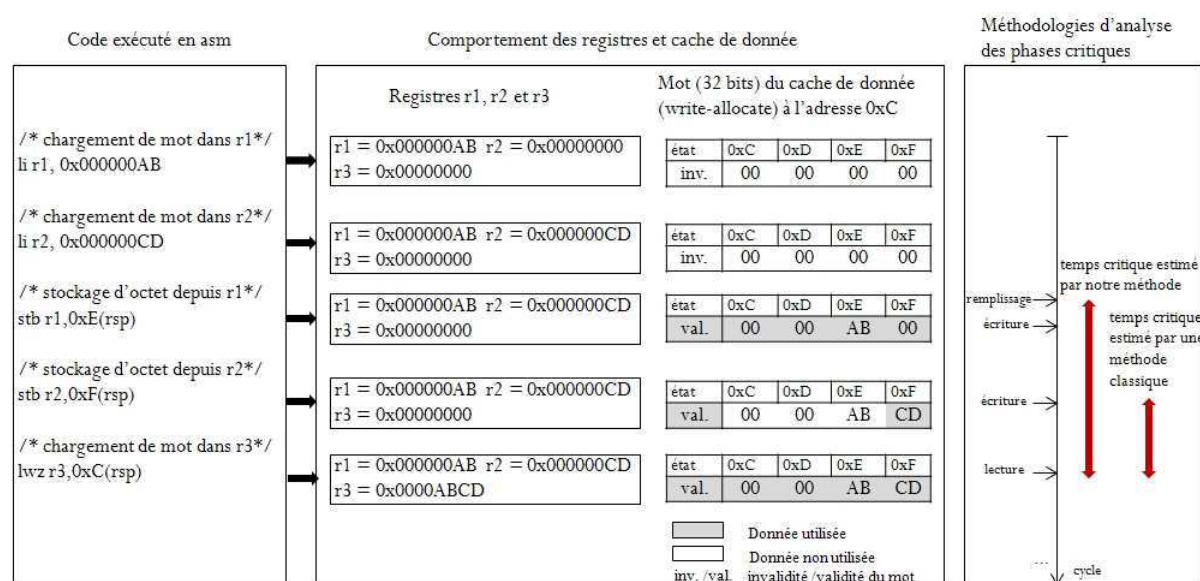 Code exécuté en asm
Comportement des registres et cache de donnée
Méthodologies d'analyse
des phases critiques
Registres r1, r2 et r3
Mot (32 bits) du cache de donnée
(write-allocate) à l'adresse 0xC
/* chargement de mot dans r1*/
li r1, 0x000000AB
r1 = 0x000000AB r2 = 0x00000000
r3 = 0x00000000
état 0xC 0xD 0xE 0xF
inv. 00 00 00 00
/* chargement de mot dans r2*/
li r2, 0x000000CD
r1 = 0x000000AB r2 = 0x000000CD
r3 = 0x00000000
état 0xC 0xD 0xE 0xF
inv. 00 00 00 00
/* stockage d'octet depuis r1*/
stb r1,0xE(rsp)
r1 = 0x000000AB r2 = 0x000000CD
r3 = 0x00000000
état 0xC 0xD 0xE 0xF
val. 00 00 AB 00
/* stockage d'octet depuis r2*/
stb r2,0xF(rsp)
r1 = 0x000000AB r2 = 0x000000CD
r3 = 0x00000000
état 0xC 0xD 0xE 0xF
val. 00 00 AB CD
/* chargement de mot dans r3*/
lwz r3,0xC(rsp)
r1 = 0x000000AB r2 = 0x000000CD
r3 = 0x0000ABCD
état 0xC 0xD 0xE 0xF
val. 00 00 AB CD
Donnée utilisée
Donnée non utilisée
inv. /val. invalidité /validité du mot
temps critique estimé
par notre méthode
remplissage
écriture
temps critique
estimé par une
méthode
classique
écriture
lecture
...
cycle